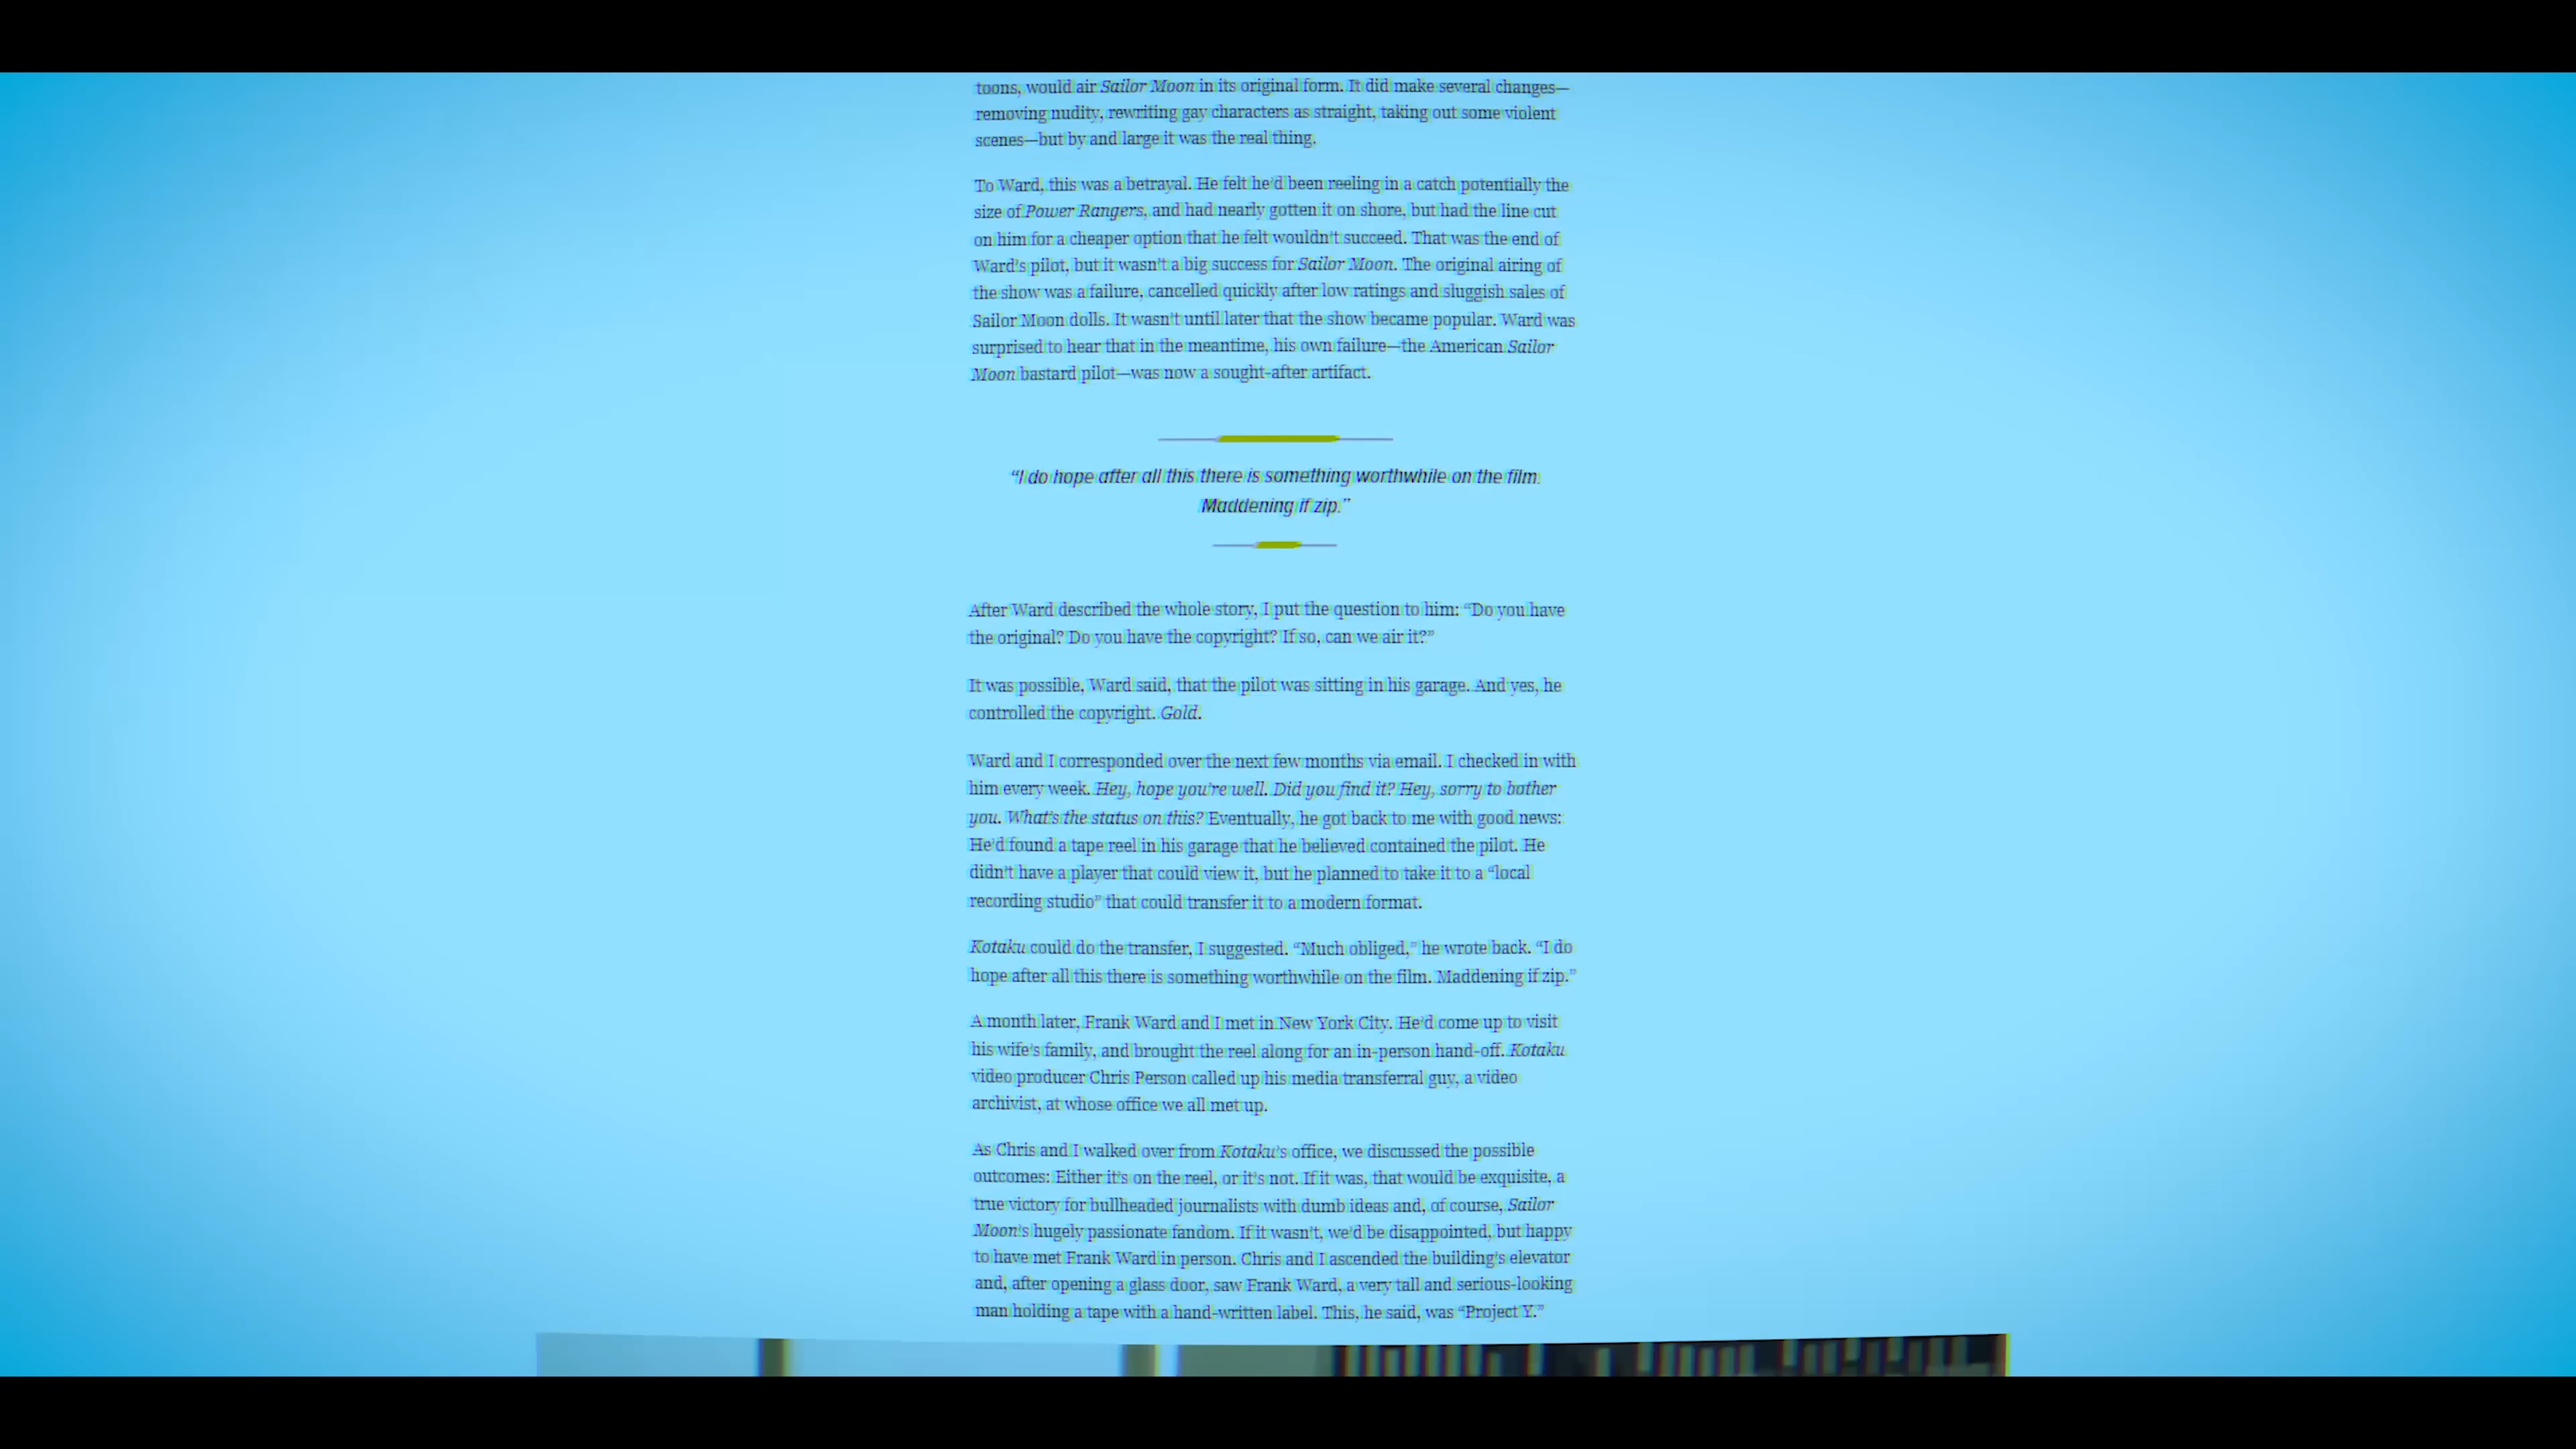 toons, would air Sailor Moon in its original form. It did make several changes—
removing nudity, rewriting gay characters as straight, taking out some violent
scenes—but by and large it was the real thing.
To Ward, this was a betrayal. He felt he'd been reeling in a catch potentially the
size of Power Rangers, and had nearly gotten it on shore, but had the line cut
on him for a cheaper option that he felt wouldn't succeed. That was the end of
Ward's pilot, but it wasn't a big success for Sailor Moon. The original airing of
the show was a failure, cancelled quickly after low ratings and sluggish sales of
Sailor Moon dolls. It wasn't until later that the show became popular. Ward was
surprised to hear that in the meantime, his own failure—the American Sailor
Moon bastard pilot—was now a sought-after artifact.
“I do hope after all this there is something worthwhile on the film.
Maddening if zip.”
After Ward described the whole story, I put the question to him: “Do you have
the original? Do you have the copyright? If so, can we air it?”
It was possible, Ward said, that the pilot was sitting in his garage. And yes, he
controlled the copyright. Gold.
Ward and I corresponded over the next few months via email. I checked in with
him every week. Hey, hope you're well. Did you find it? Hey, sorry to bother
you. What's the status on this? Eventually, he got back to me with good news:
He'd found a tape reel in his garage that he believed contained the pilot. He
didn't have a player that could view it, but he planned to take it to a “local
recording studio” that could transfer it to a modern format.
Kotaku could do the transfer, I suggested. “Much obliged,” he wrote back. “I do
hope after all this there is something worthwhile on the film. Maddening if zip.”
A month later, Frank Ward and I met in New York City. He'd come up to visit
his wife's family, and brought the reel along for an in-person hand-off. Kotaku
video producer Chris Person called up his media transferral guy, a video
archivist, at whose office we all met up.
As Chris and I walked over from Kotaku's office, we discussed the possible
outcomes: Either it's on the reel, or it's not. If it was, that would be exquisite, a
true victory for bullheaded journalists with dumb ideas and, of course, Sailor
Moon's hugely passionate fandom. If it wasn't, we'd be disappointed, but happy
to have met Frank Ward in person. Chris and I ascended the building's elevator
and, after opening a glass door, saw Frank Ward, a very tall and serious-looking
man holding a tape with a hand-written label. This, he said, was “Project Y.”